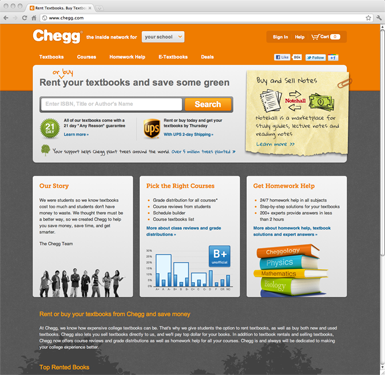 Rent Textbooks, Buy Textbo
www.chegg.com
Chegg
the inside network for
your school
Sign In
Help
Cart
Textbooks
Courses
Homework Help
E-Textbooks
Deals
Like
Follow
or buy
Rent your textbooks and save some green
Enter ISBN, Title or Author's Name
Search
21 DAY
All of our textbooks come with a 21 day "Any Reason" guarantee
Learn more »
ups
Rent or buy today and get your textbooks by Thursday
With UPS 2-day Shipping »
Your support helps Chegg plant trees around the world. Over 5 million trees planted »
Buy and Sell Notes
Notehall
Notehall is a marketplace for
study guides, lecture notes and
reading notes
Learn more >>
Our Story
We were students so we know textbooks
cost too much and students don't
have money to waste. We thought there must be
a better way, so we created Chegg to help
you save money, save time, and get
smarter.
The Chegg Team
Pick the Right Courses
Grade distribution for all courses*
Course reviews from students
Schedule builder
Course textbooks list
More about class reviews and grade
distributions »
B+
unofficial
Get Homework Help
24/7 homework help in all subjects
Step-by-step solutions for your textbooks
200+ experts provide answers in less
than 2 hours
More about homework help, textbook
solutions and expert answers »
Cheggology
Physics
Mathematics
Biology
Rent or buy your textbooks from Chegg and save money
At Chegg, we know how expensive college textbooks can be. That's why we give students the option to rent textbooks, as well as buy both new and used
textbooks. Chegg also lets you sell textbooks directly to us, and we'll pay top dollar for your books. In addition to textbook rentals and selling textbooks,
Chegg now offers course reviews and grade distributions as well as homework help for all your courses. Chegg is and always will be dedicated to making
your college experience better.
Top Rented Books